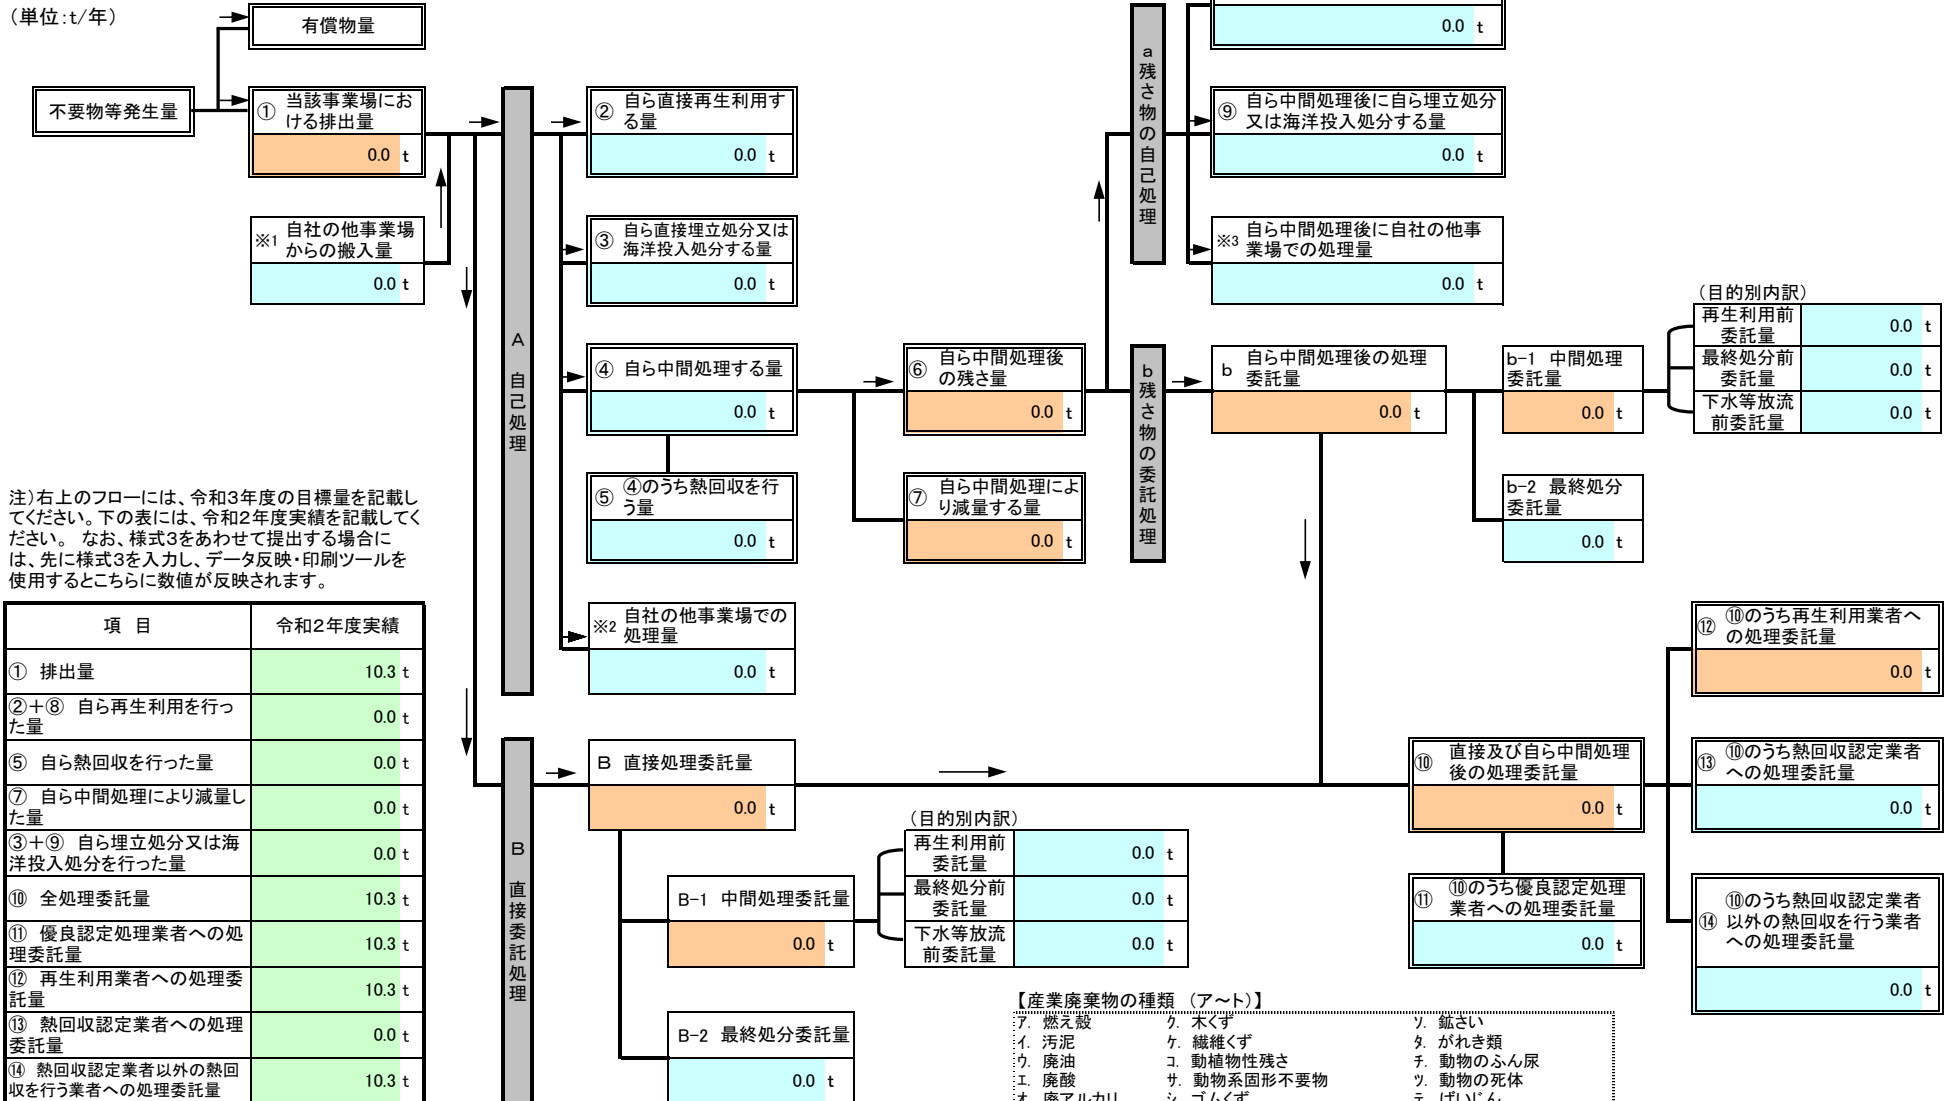 （単位：ｔ/年）
有償物量
不要物等発生量
① 当該事業場にお
ける排出量
0.0 t
※1 自社の他事業場
からの搬入量
0.0 t
A 自己処理
② 自ら直接再生利用す
る量
0.0 t
③ 自ら直接埋立処分又は
海洋投入処分する量
0.0 t
④ 自ら中間処理する量
0.0 t
⑤ ④のうち熱回収を行
う量
0.0 t
※2 自社の他事業場での
処理量
0.0 t
⑥ 自ら中間処理後
の残さ量
0.0 t
⑦ 自ら中間処理によ
り減量する量
0.0 t
a 残さ物の自己処理
0.0 t
⑨ 自ら中間処理後に自ら埋立処分
又は海洋投入処分する量
0.0 t
※3 自ら中間処理後に自社の他事
業場での処理量
0.0 t
b 残さ物の委託処理
b 自ら中間処理後の処理
委託量
0.0 t
b-1 中間処理
委託量
0.0 t
（目的別内訳）
再生利用前
委託量
0.0 t
最終処分前
委託量
0.0 t
下水等放流
前委託量
0.0 t
b-2 最終処分
委託量
0.0 t
注）右上のフローには、令和３年度の目標量を記載し
てください。下の表には、令和２年度実績を記載してく
ださい。 なお、様式３をあわせて提出する場合に
は、先に様式３を入力し、データ反映・印刷ツールを
使用するとこちらに数値が反映されます。
項 目 令和２年度実績
① 排出量 10.3 t
②＋⑧ 自ら再生利用を行っ
た量 0.0 t
⑤ 自ら熱回収を行った量 0.0 t
⑦ 自ら中間処理により減量し
た量 0.0 t
③＋⑨ 自ら埋立処分又は海
洋投入処分を行った量 0.0 t
⑩ 全処理委託量 10.3 t
⑪ 優良認定処理業者への処
理委託量 10.3 t
⑫ 再生利用業者への処理委
託量 10.3 t
⑬ 熱回収認定業者への処理
委託量 0.0 t
⑭ 熱回収認定業者以外の熱回
収を行う業者への処理委託量 10.3 t
B 直接委託処理
B 直接処理委託量
0.0 t
B-1 中間処理委託量
0.0 t
（目的別内訳）
再生利用前
委託量
0.0 t
最終処分前
委託量
0.0 t
下水等放流
前委託量
0.0 t
B-2 最終処分委託量
0.0 t
⑩ 直接及び自ら中間処理
後の処理委託量
0.0 t
⑪ ⑩のうち優良認定処理
業者への処理委託量
0.0 t
⑫ ⑩のうち再生利用業者へ
の処理委託量
0.0 t
⑬ ⑩のうち熱回収認定業者
への処理委託量
0.0 t
⑭ ⑩のうち熱回収認定業者
以外の熱回収を行う業者
への処理委託量
0.0 t
【産業廃棄物の種類 （ア～ト）】
ア. 燃え殻 ク. 木くず ソ. 鉱さい
イ. 汚泥 ケ. 繊維くず タ. がれき類
ウ. 廃油 コ. 動植物性残さ チ. 動物のふん尿
エ. 廃酸 サ. 動物系固形不要物 ツ. 動物の死体
オ. 廃アルカリ シ. ゴムくず テ. ばいじん